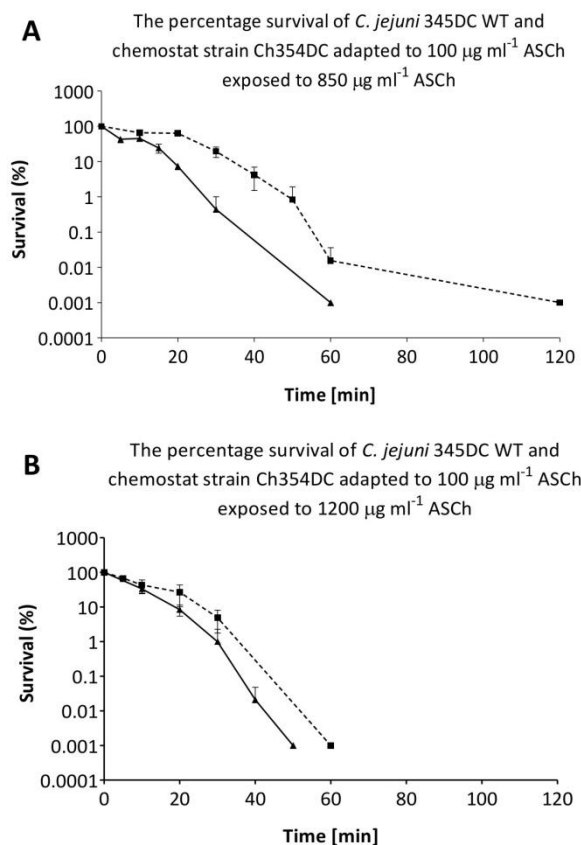 A
The percentage survival of C. jejuni 345DC WT and
chemostat strain Ch354DC adapted to 100 µg ml⁻¹ ASCh
exposed to 850 µg ml⁻¹ ASCh
1000
100
10
1
0.1
0.01
0.001
0.0001
Survival (%)
0 20 40 60 80 100 120
Time [min]
B
The percentage survival of C. jejuni 345DC WT and
chemostat strain Ch354DC adapted to 100 µg ml⁻¹ ASCh
exposed to 1200 µg ml⁻¹ ASCh
1000
100
10
1
0.1
0.01
0.001
0.0001
Survival (%)
0 20 40 60 80 100 120
Time [min]